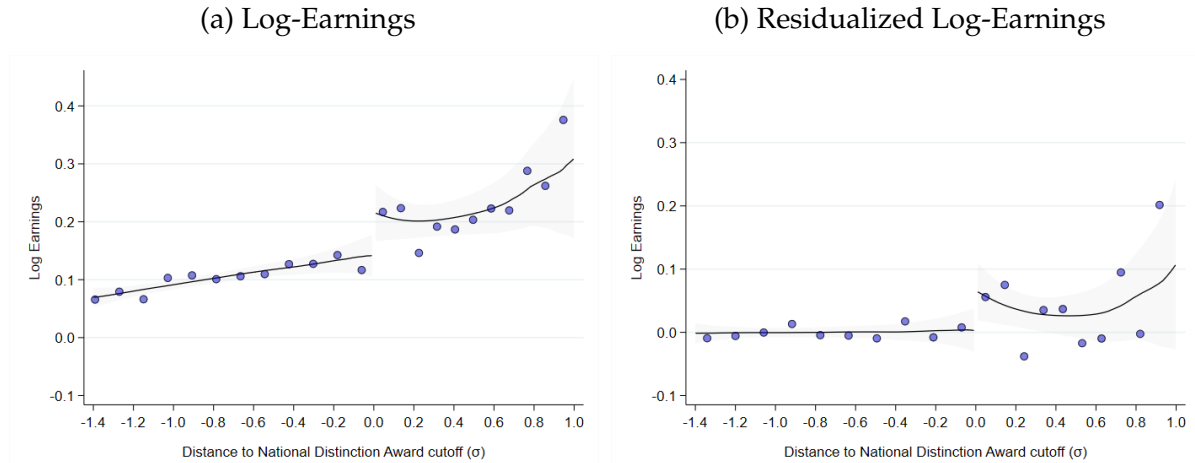 (a) Log-Earnings
(b) Residualized Log-Earnings
Log Earnings
0.4
0.3
0.2
0.1
0.0
-0.1
-1.4 -1.2 -1.0 -0.8 -0.6 -0.4 -0.2 0.0 0.2 0.4 0.6 0.8 1.0
Distance to National Distinction Award cutoff (σ)
Log Earnings
0.4
0.3
0.2
0.1
0.0
-0.1
-1.4 -1.2 -1.0 -0.8 -0.6 -0.4 -0.2 0.0 0.2 0.4 0.6 0.8 1.0
Distance to National Distinction Award cutoff (σ)